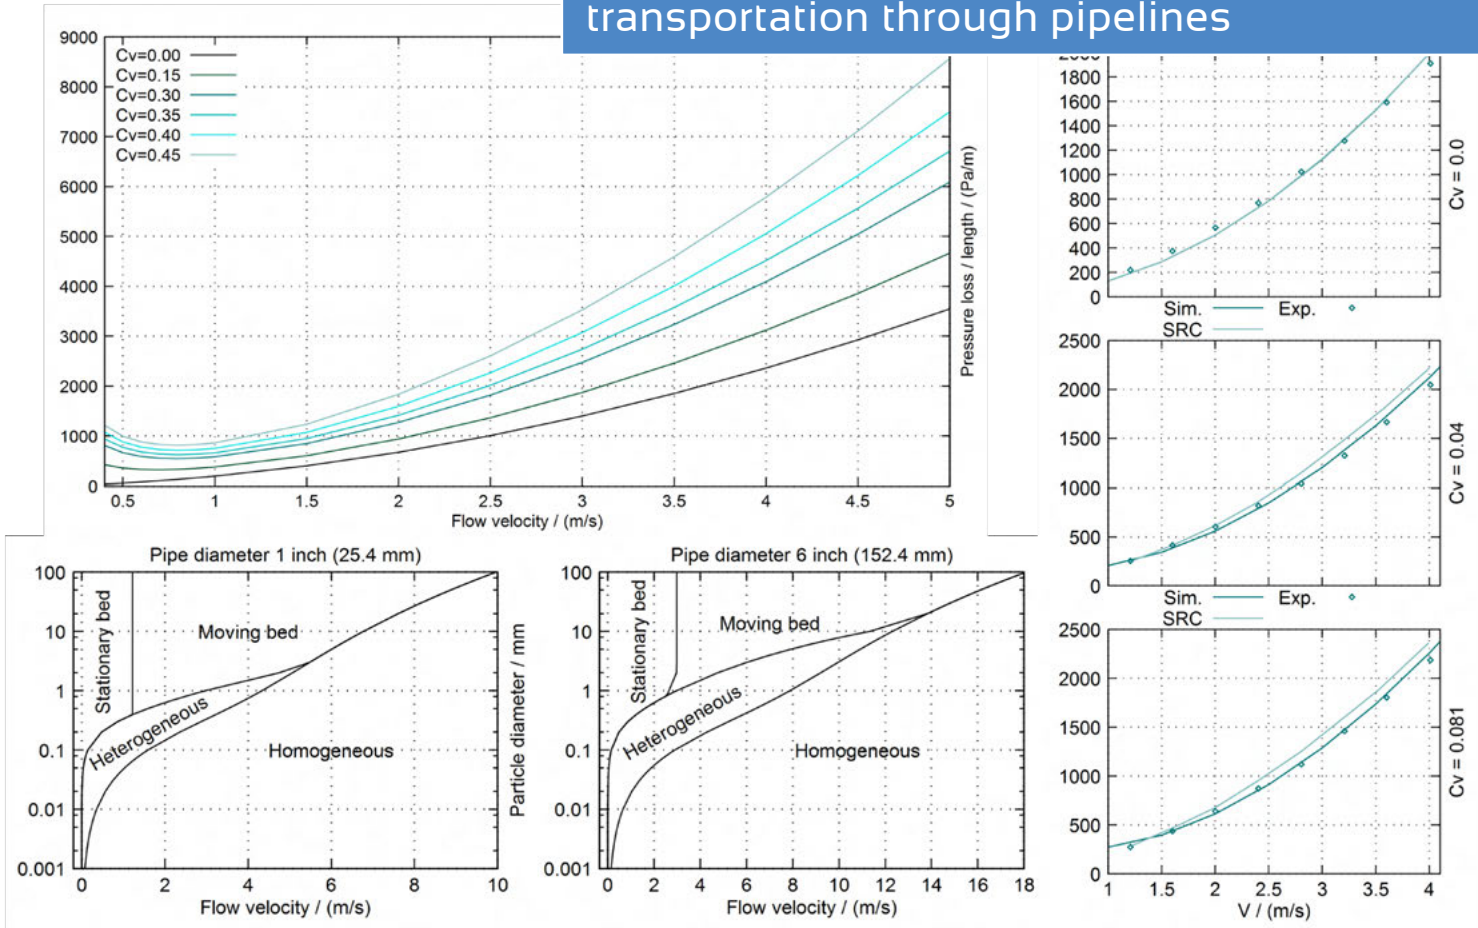 transportation through pipelines
9000
8000
7000
6000
5000
4000
3000
2000
1000
0
Cv=0.00
Cv=0.15
Cv=0.30
Cv=0.35
Cv=0.40
Cv=0.45
0.5 1 1.5 2 2.5 3 3.5 4 4.5 5
Flow velocity / (m/s)
Pressure loss / length / (Pa/m)
2000
1800
1600
1400
1200
1000
800
600
400
200
0
Cv = 0.0
Sim. Exp.
SRC
2500
2000
1500
1000
500
0
Cv = 0.04
Sim. Exp.
SRC
2500
2000
1500
1000
500
0
Cv = 0.081
1 1.5 2 2.5 3 3.5 4
V / (m/s)
Pipe diameter 1 inch (25.4 mm)
100
10
1
0.1
0.01
0.001
Stationary bed
Moving bed
Heterogeneous
Homogeneous
0 2 4 6 8 10
Flow velocity / (m/s)
Particle diameter / mm
Pipe diameter 6 inch (152.4 mm)
100
10
1
0.1
0.01
0.001
Stationary bed
Moving bed
Heterogeneous
Homogeneous
0 2 4 6 8 10 12 14 16 18
Flow velocity / (m/s)